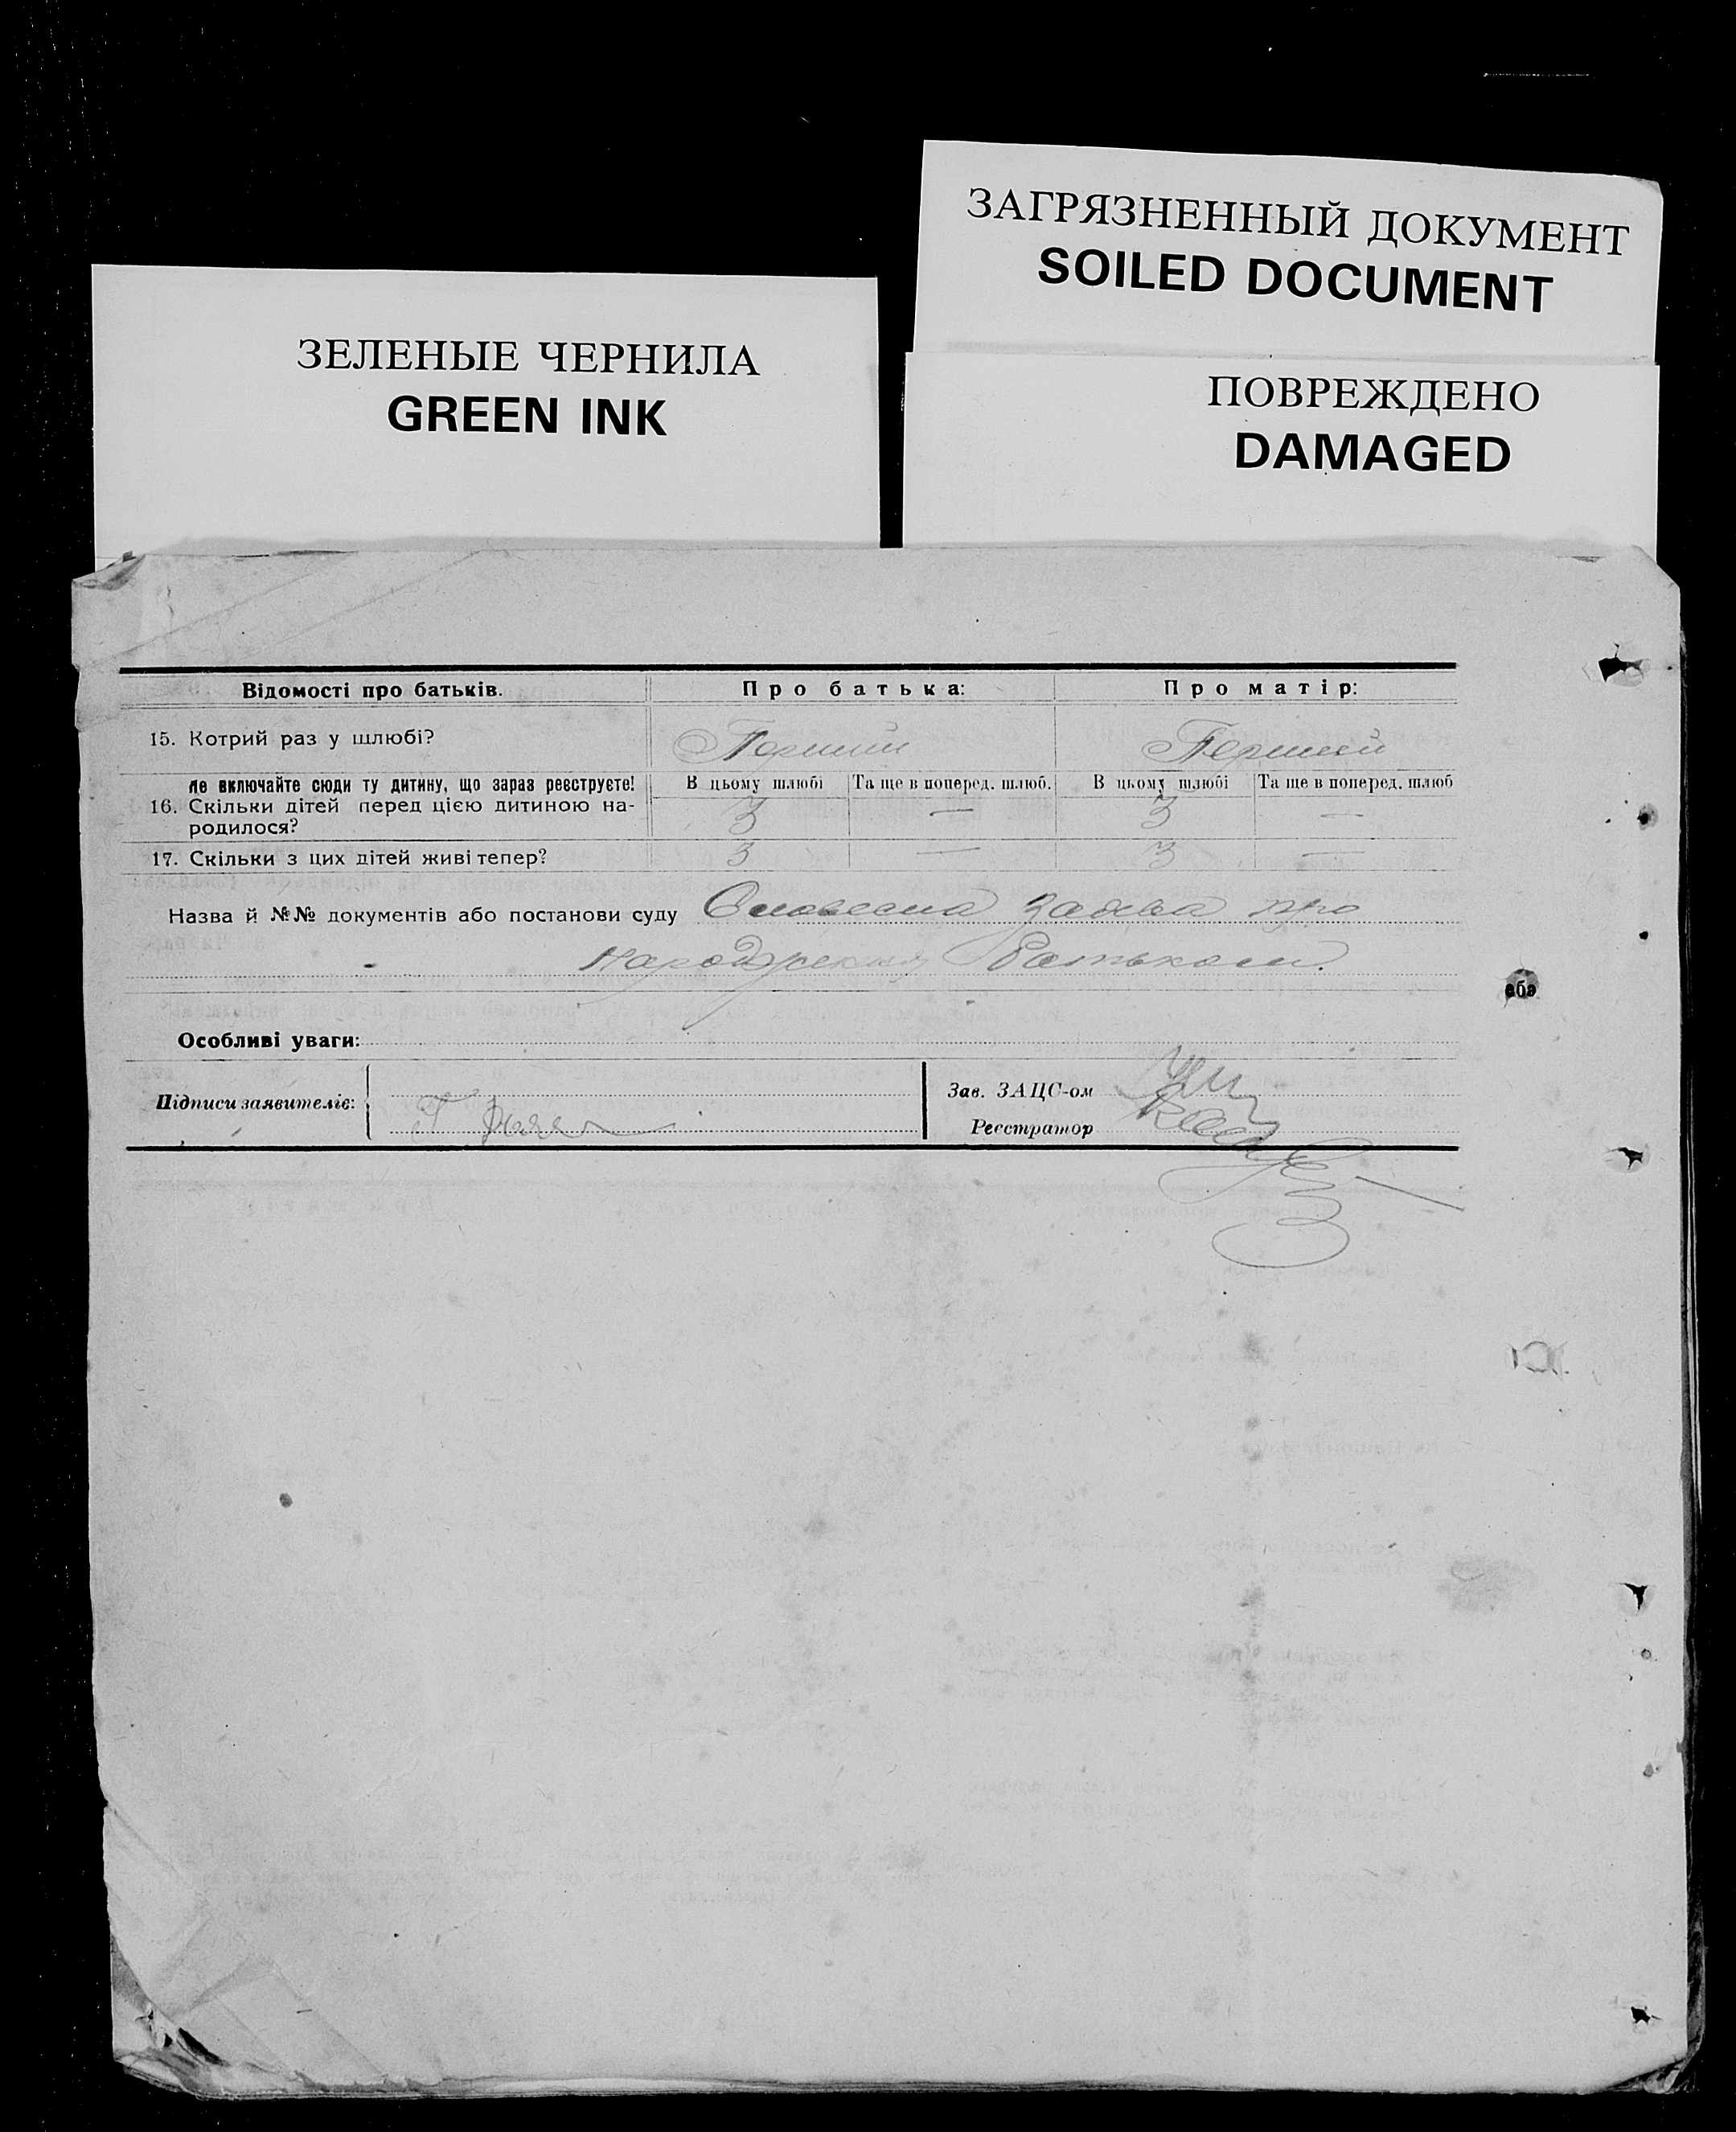 ЗАГРЯЗНЕННЫЙ ДОКУМЕНТ
SOILED DOCUMENT
ЗЕЛЕНЫЕ ЧЕРНИЛА
GREEN INK
ПОВРЕЖДЕНО
DAMAGED
Відомості про батьків. Про батька: Про матір:
15. Котрий раз у шлюбі? Перший Перший
Не включайте сюди ту дитину, що зараз реєструєте! В цьому шлюбі Та ще в поперед. шлюб. В цьому шлюбі Та ще в поперед. шлюб
16. Скільки дітей перед цією дитиною на-
родилося? 3 — 3 —
17. Скільки з цих дітей живі тепер? 3 — 3 —
Назва й №№ документів або постанови суду Словесна заява про
народження Батьком.
або
Особливі уваги:
Підписи заявителів:
Зав. ЗАЦС-ом
Реєстратор